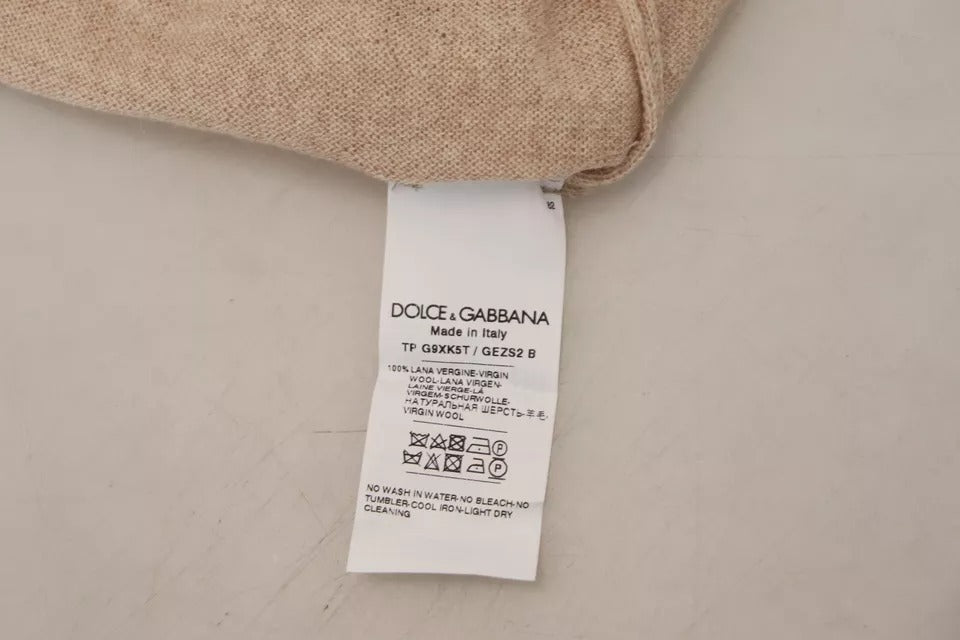 DOLCE & GABBANA
Made in Italy
TP G9XK5T / GEZS2 B
100% LANA VERGINE-VIRGIN
WOOL-LANA VIRGEN-
LAINE VIERGE-LÃ
VIRGEM-SCHURWOLLE-
НАТУРАЛЬНАЯ ШЕРСТЬ-羊毛-
VIRGIN WOOL
P
P
NO WASH IN WATER-NO BLEACH-NO
TUMBLER-COOL IRON-LIGHT DRY
CLEANING